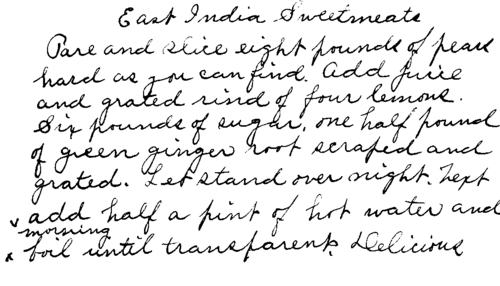 East India Sweetmeats
Pare and slice eight pounds of pears
hard as you can find. Add juice
and grated rind of four lemons.
Six pounds of sugar, one half pound
of green ginger root scraped and
grated. Let stand over night. Next
add half a pint of hot water and
morning
boil until transparent. Delicious